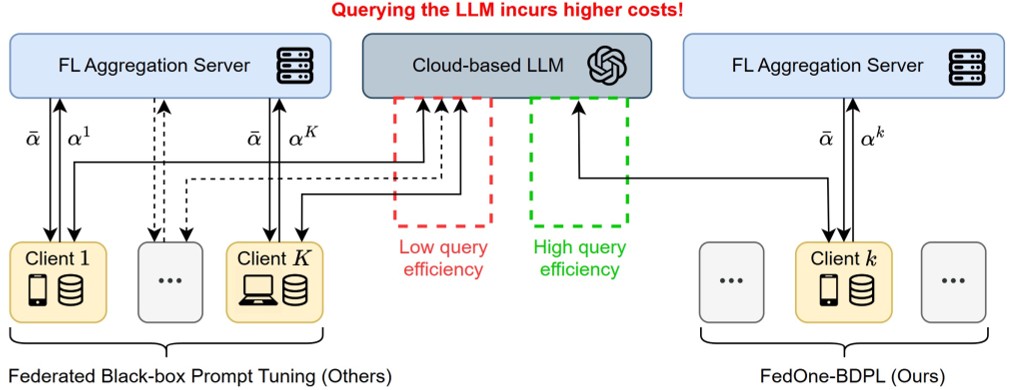 Querying the LLM incurs higher costs!
FL Aggregation Server
Cloud-based LLM
FL Aggregation Server
ᾱ
α¹
ᾱ
αᴷ
ᾱ
αᵏ
Low query
efficiency
High query
efficiency
Client 1
...
Client K
...
Client k
...
Federated Black-box Prompt Tuning (Others)
FedOne-BDPL (Ours)